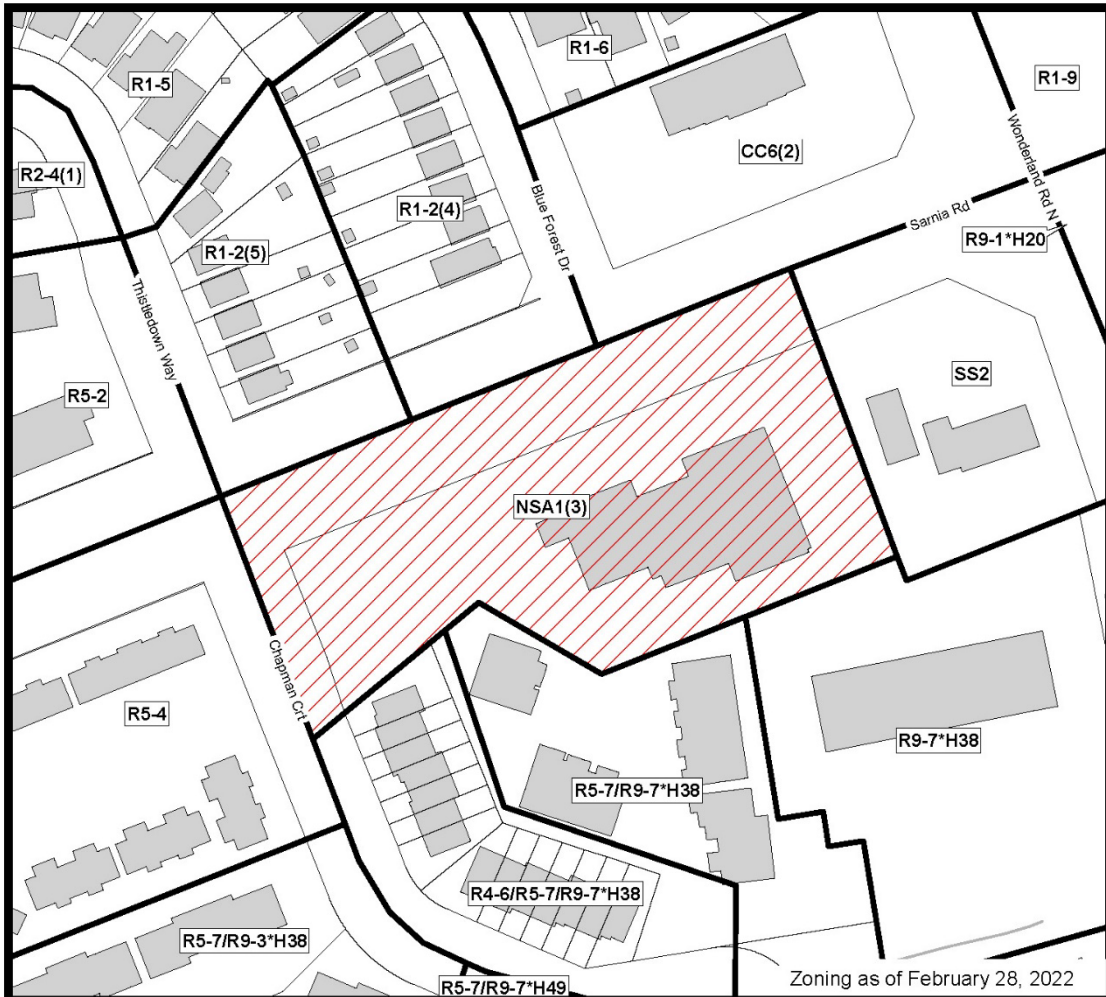 R1-6
R1-5
R1-9
CC6(2)
Wonderland Rd N
R2-4(1)
R1-2(4)
Blue Forest Dr
Sarnia Rd
R9-1*H20
R1-2(5)
Thistledown Way
SS2
R5-2
NSA1(3)
Chapman Crt
R5-4
R9-7*H38
R5-7/R9-7*H38
R4-6/R5-7/R9-7*H38
R5-7/R9-3*H38
R5-7/R9-7*H49
Zoning as of February 28, 2022